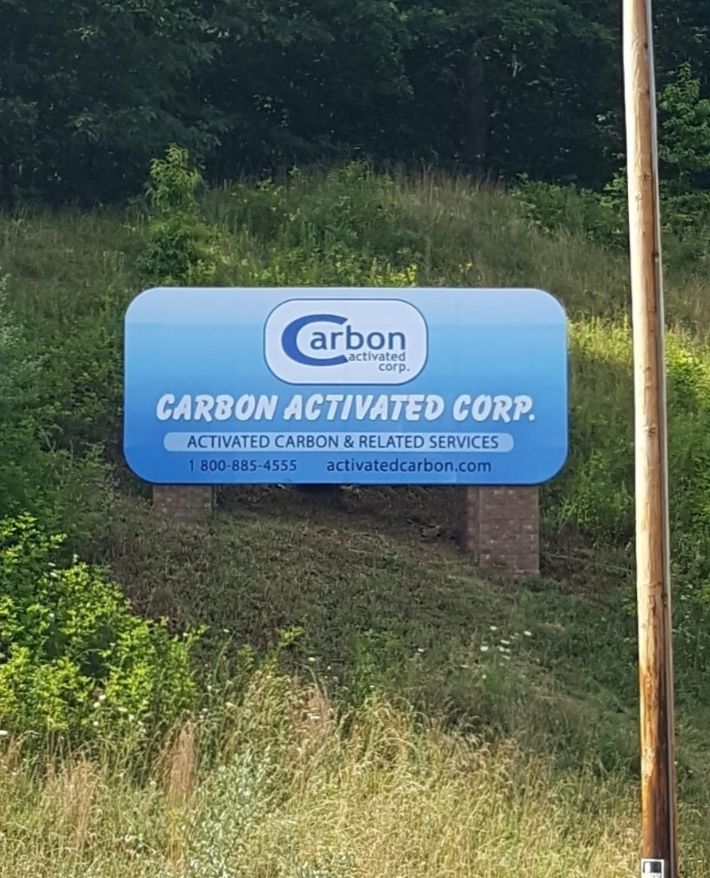 Carbon
activated
corp.
CARBON ACTIVATED CORP.
ACTIVATED CARBON & RELATED SERVICES
1 800-885-4555 activatedcarbon.com